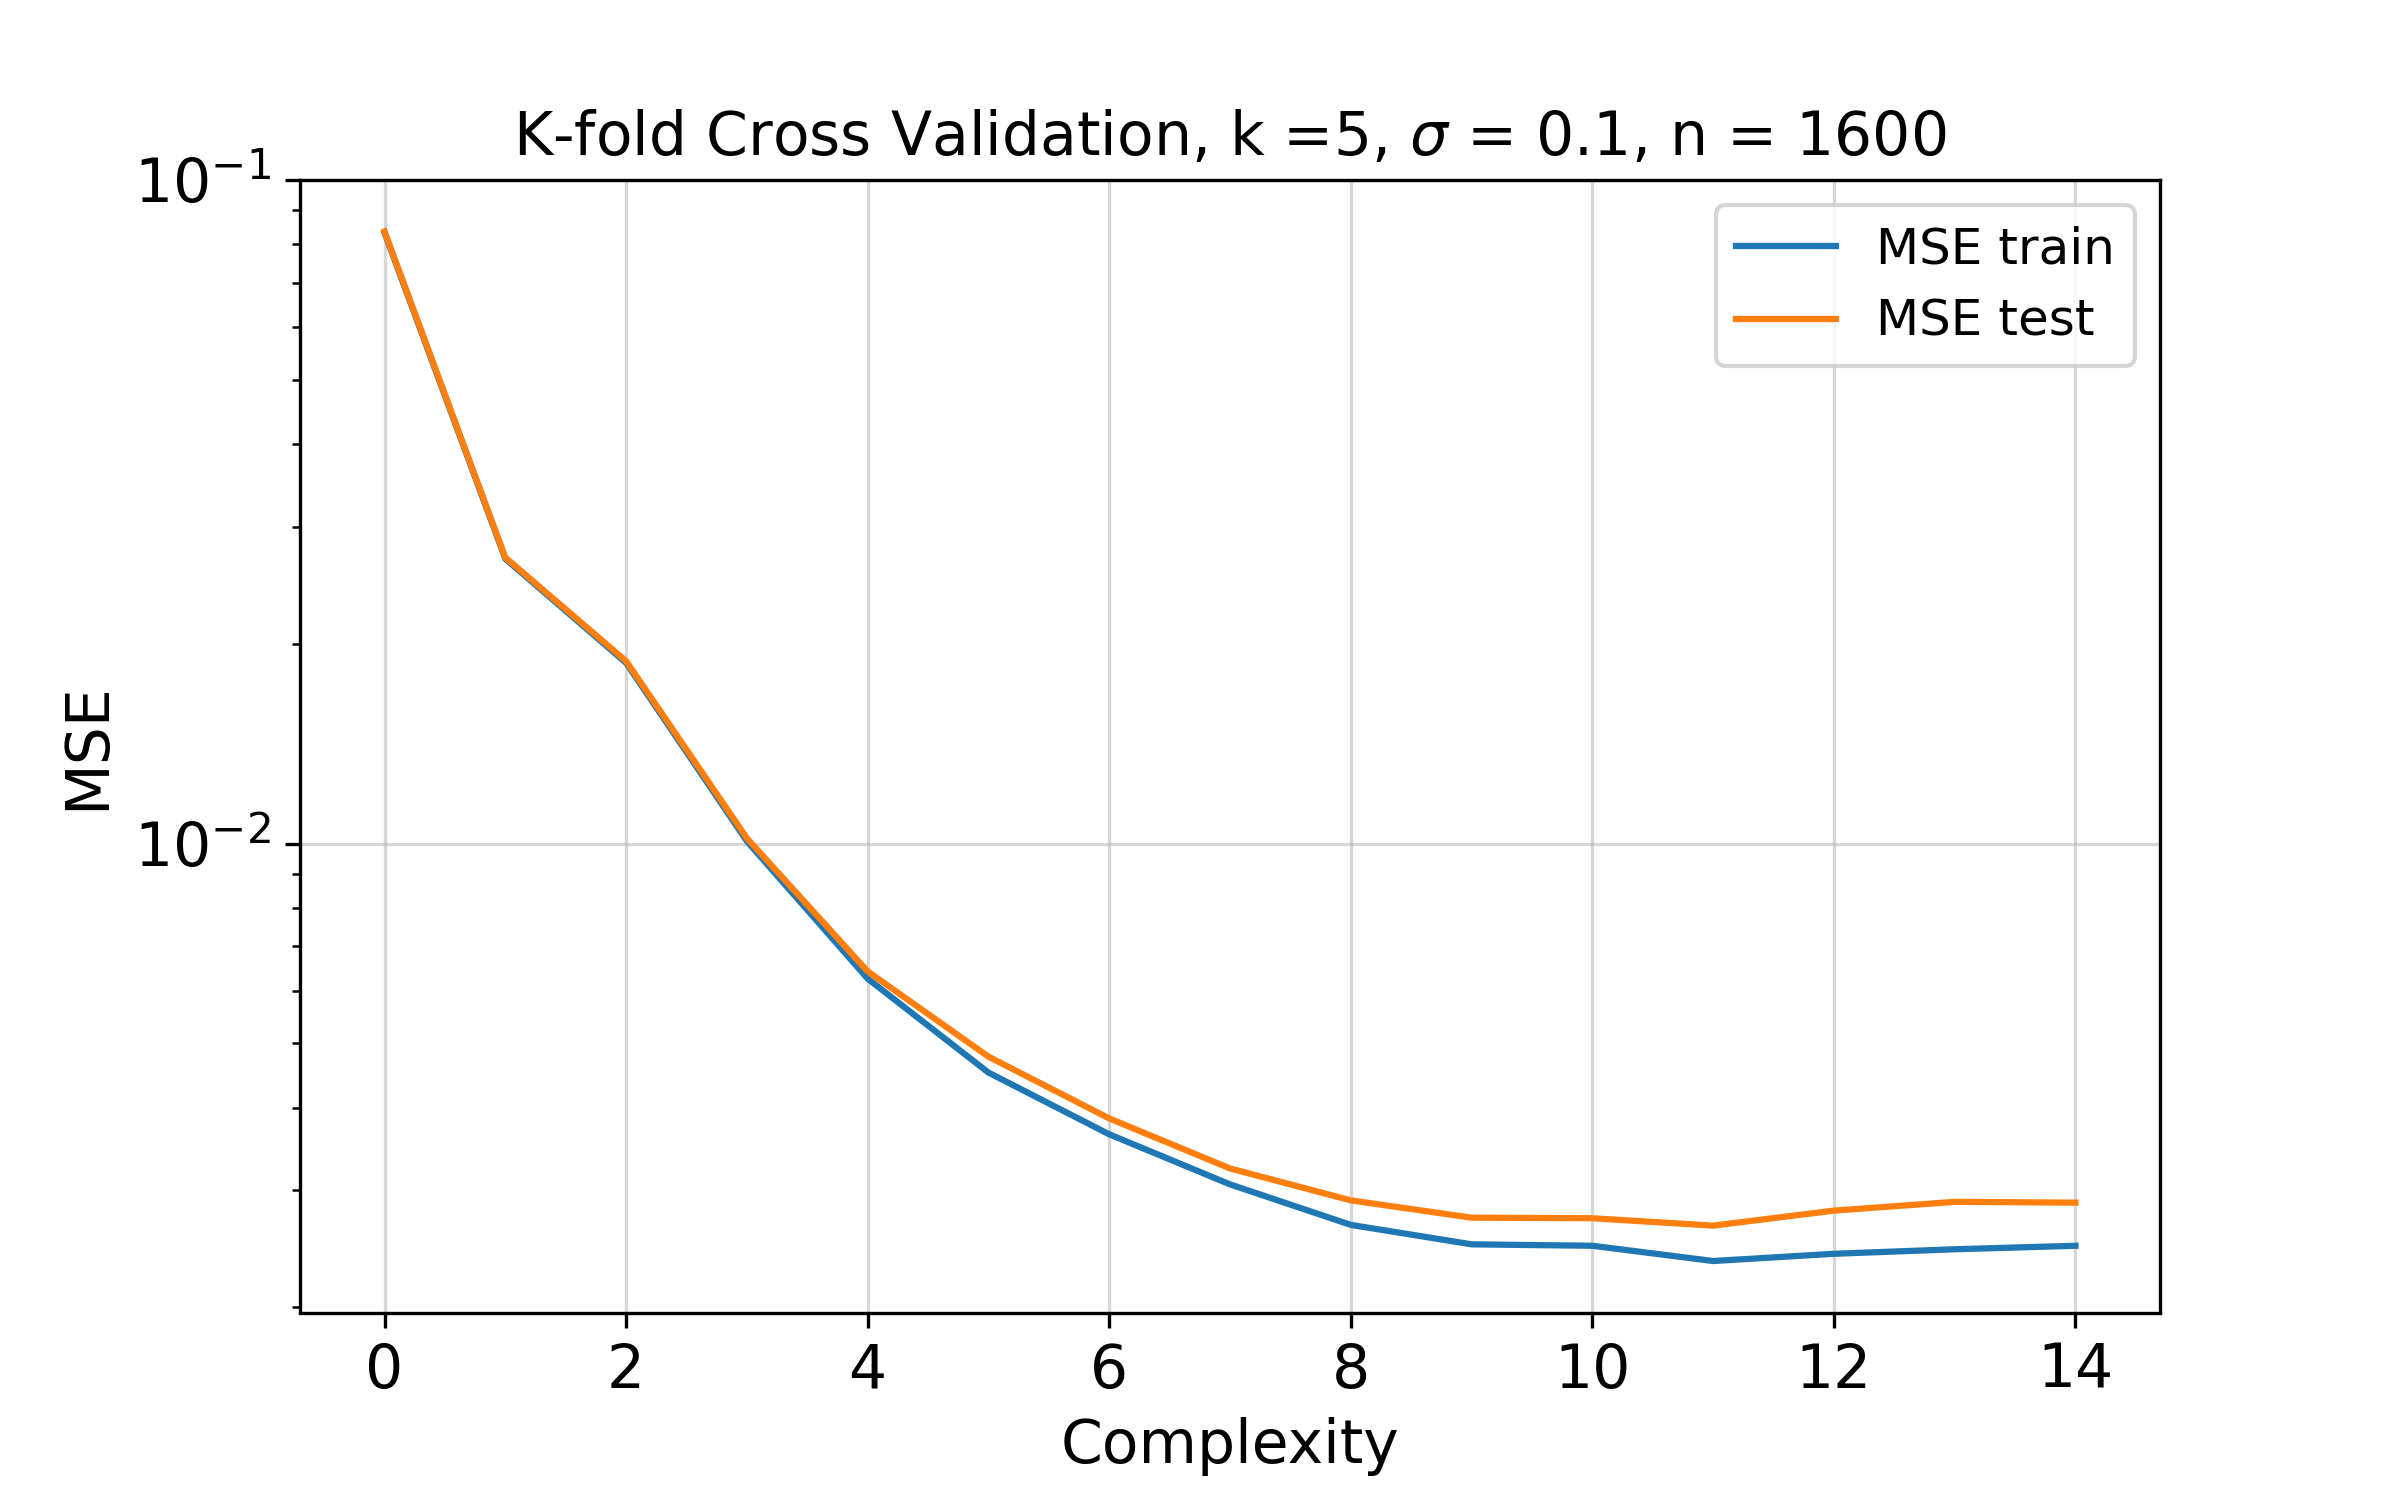 K-fold Cross Validation, k =5, σ = 0.1, n = 1600
10⁻¹
MSE train
MSE test
MSE
10⁻²
0 2 4 6 8 10 12 14
Complexity